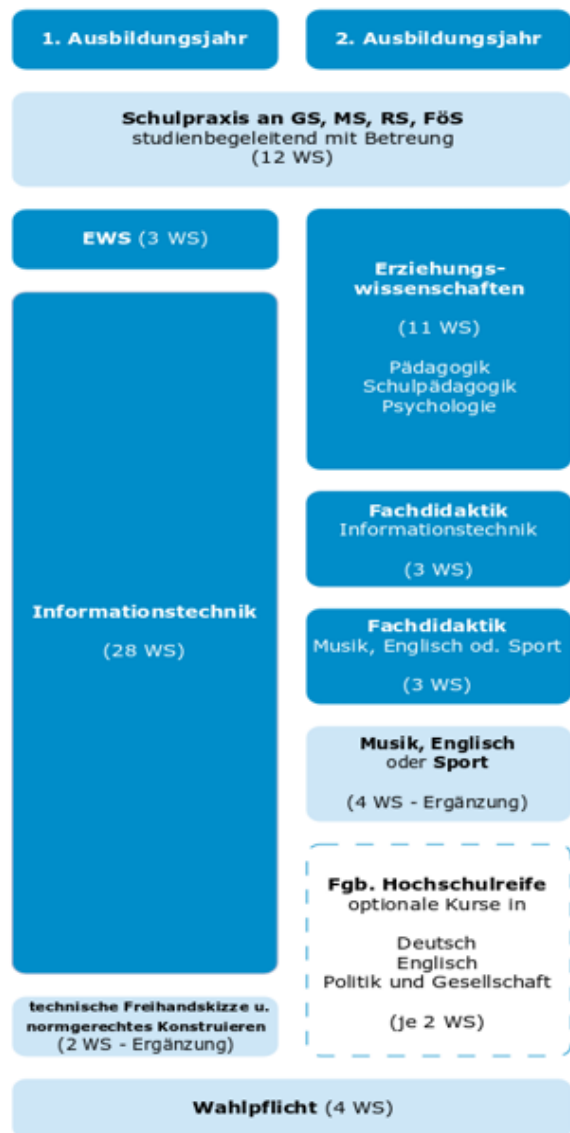 1. Ausbildungsjahr
2. Ausbildungsjahr
Schulpraxis an GS, MS, RS, FöS
studienbegeleitend mit Betreung
(12 WS)
EWS (3 WS)
Informationstechnik
(28 WS)
technische Freihandskizze u.
normgerechtes Konstruieren
(2 WS - Ergänzung)
Erziehungs-
wissenschaften
(11 WS)
Pädagogik
Schulpädagogik
Psychologie
Fachdidaktik
Informationstechnik
(3 WS)
Fachdidaktik
Musik, Englisch od. Sport
(3 WS)
Musik, Englisch
oder Sport
(4 WS - Ergänzung)
Fgb. Hochschulreife
optionale Kurse in
Deutsch
Englisch
Politik und Gesellschaft
(je 2 WS)
Wahlpflicht (4 WS)